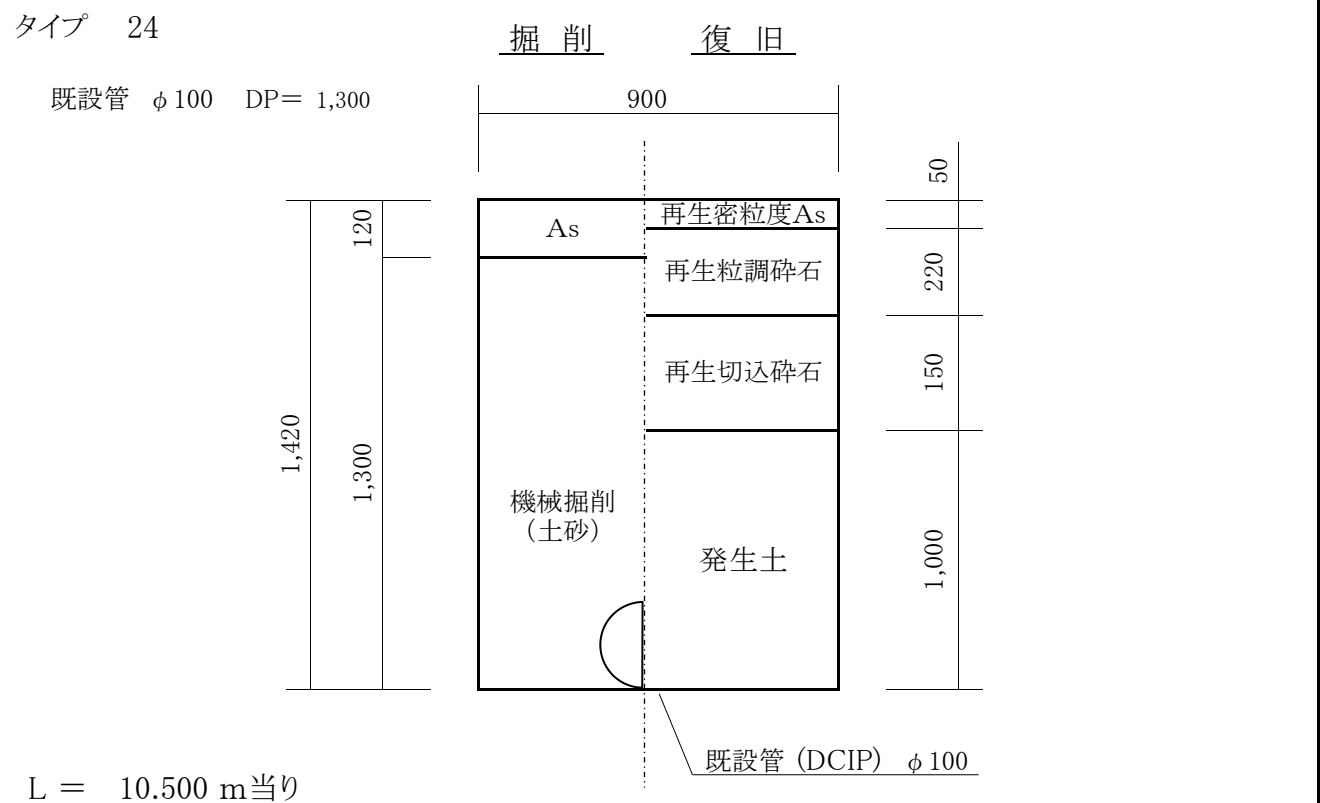 タイプ 24
掘 削 復 旧
既設管 φ100 DP＝ 1,300
900
50
120
As
再生密粒度As
再生粒調砕石
220
再生切込砕石
150
1,420
1,300
機械掘削
（土砂）
発生土
1,000
既設管 (DCIP) φ100
L ＝ 10.500 m当り